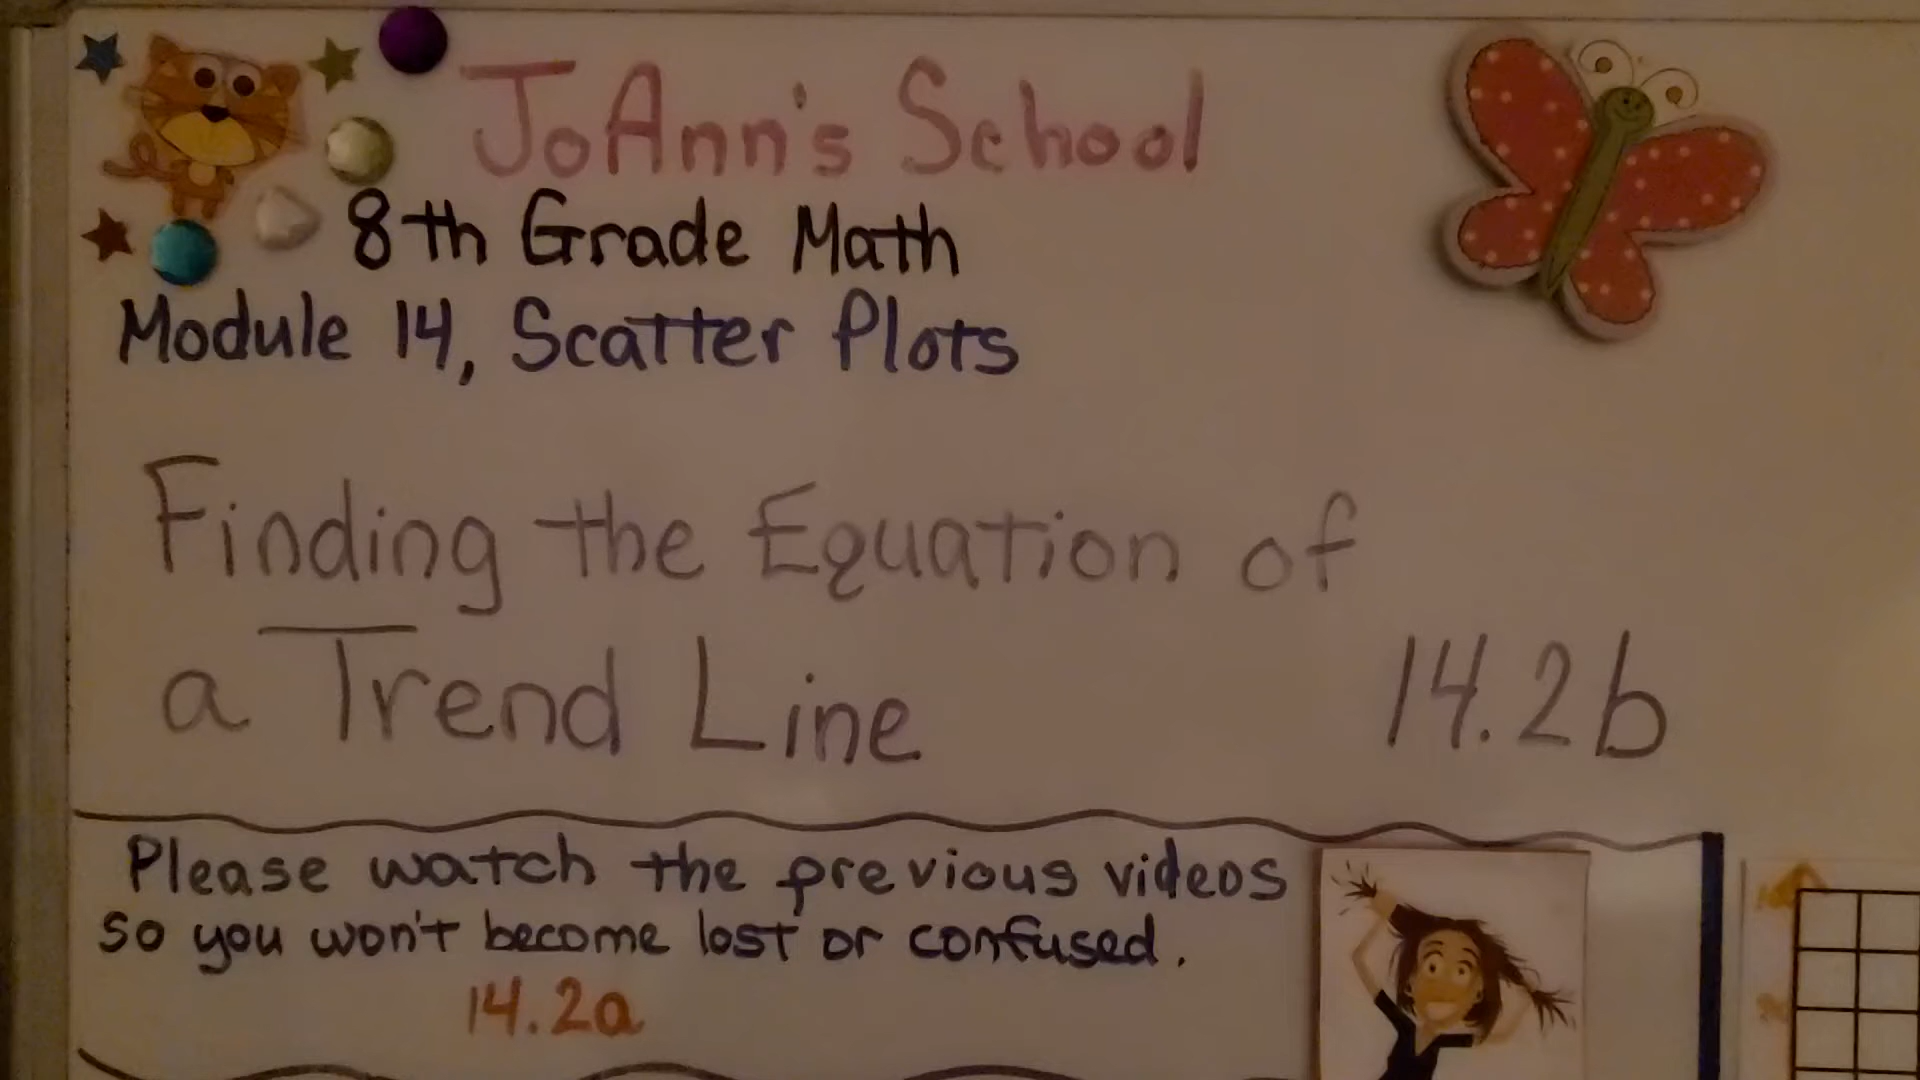 JoAnn's School
8th Grade Math
Module 14, Scatter Plots
Finding the Equation of
a Trend Line
14.2b
Please watch the previous videos
so you won't become lost or confused.
14.2a